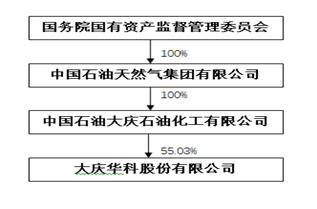 国务院国有资产监督管理委员会
100%
中国石油天然气集团有限公司
100%
中国石油大庆石油化工有限公司
55.03%
大庆华科股份有限公司